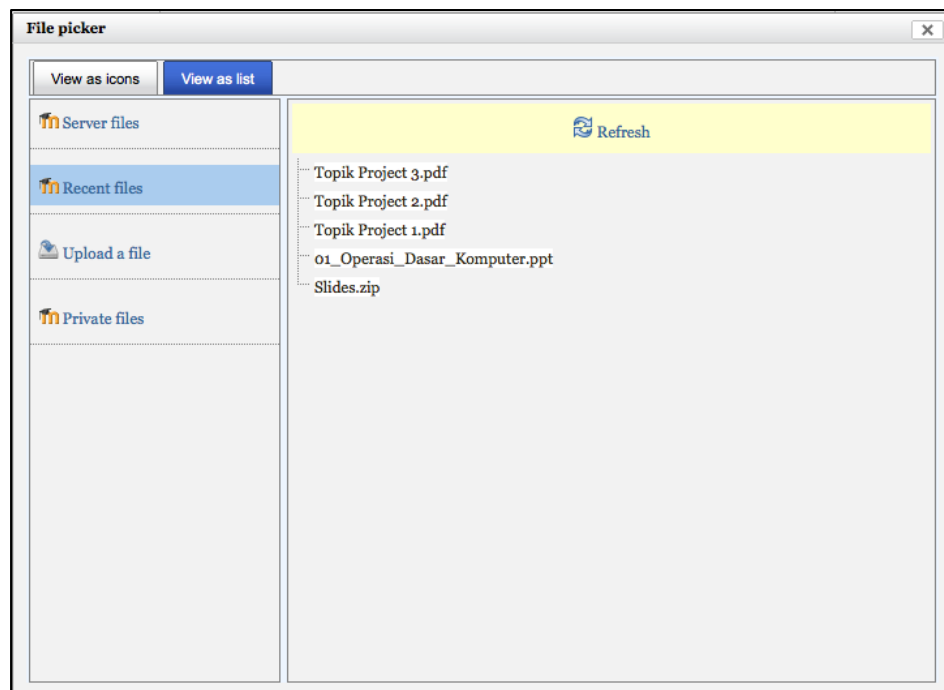 File picker
View as icons
View as list
Server files
Recent files
Upload a file
Private files
Refresh
Topik Project 3.pdf
Topik Project 2.pdf
Topik Project 1.pdf
01_Operasi_Dasar_Komputer.ppt
Slides.zip